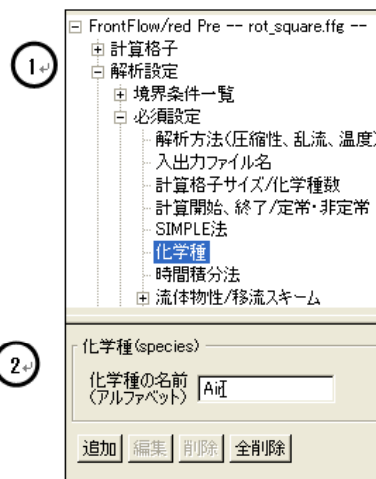 FrontFlow/red Pre -- rot_square.ffg --
計算格子
1
解析設定
境界条件一覧
必須設定
解析方法(圧縮性、乱流、温度)
入出力ファイル名
計算格子サイズ/化学種数
計算開始、終了/定常・非定常
SIMPLE法
化学種
時間積分法
流体物性/移流スキーム
2
化学種(species)
化学種の名前
(アルファベット)
Air
追加 編集 削除 全削除